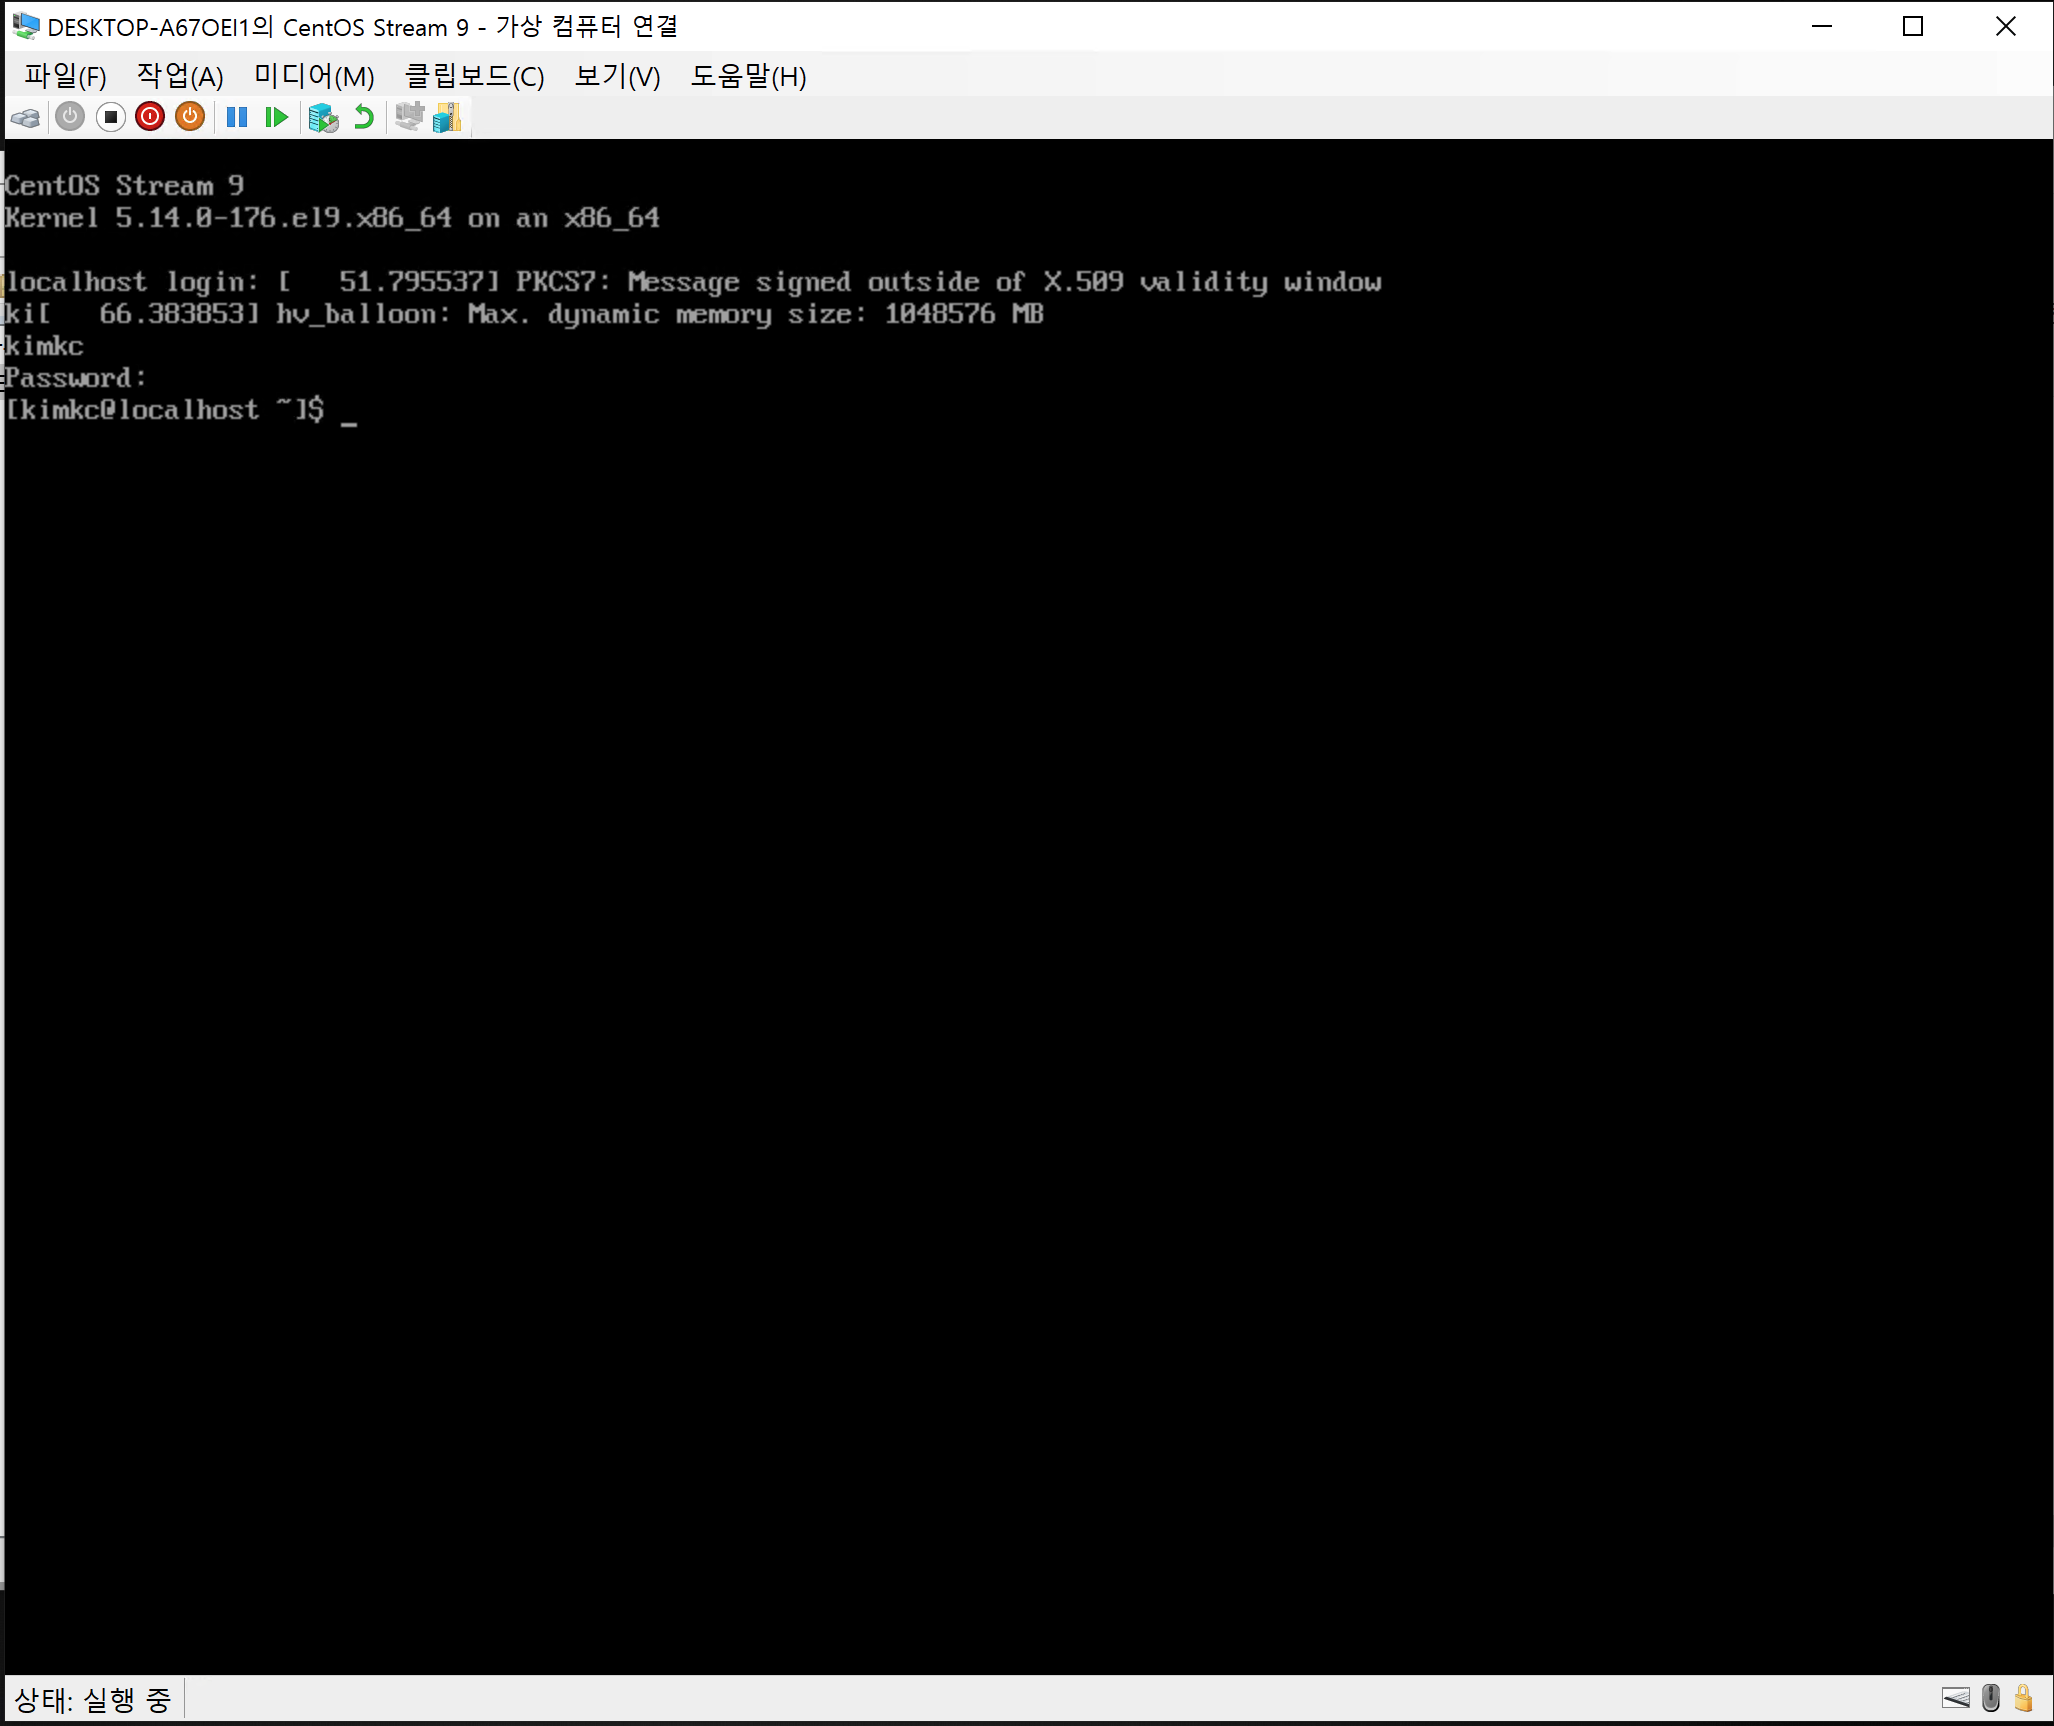 DESKTOP-A67OEI1의 CentOS Stream 9 - 가상 컴퓨터 연결
파일(F) 작업(A) 미디어(M) 클립보드(C) 보기(V) 도움말(H)
CentOS Stream 9
Kernel 5.14.0-176.el9.x86_64 on an x86_64
localhost login: [   51.795537] PKCS7: Message signed outside of X.509 validity window
ki[   66.383853] hv_balloon: Max. dynamic memory size: 1048576 MB
kimkc
Password:
[kimkc@localhost ~]$ _
상태: 실행 중